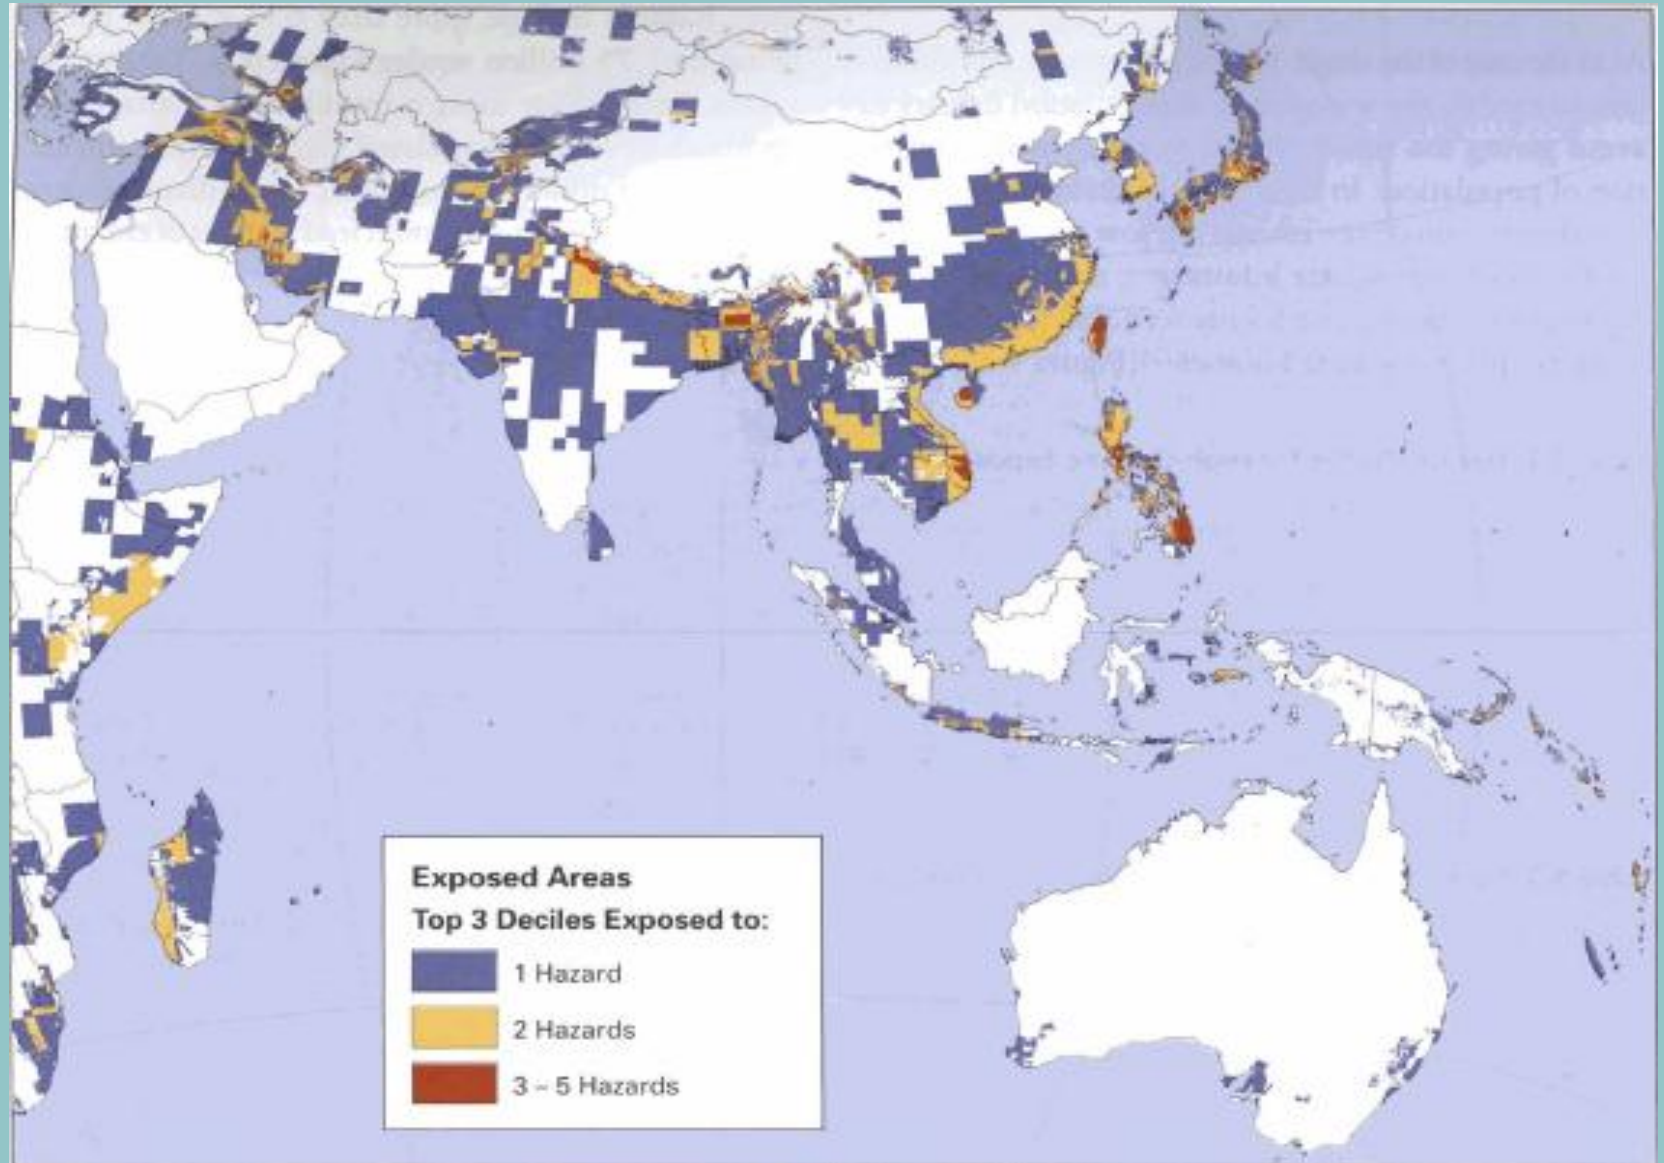 Exposed Areas
Top 3 Deciles Exposed to:
1 Hazard
2 Hazards
3 – 5 Hazards